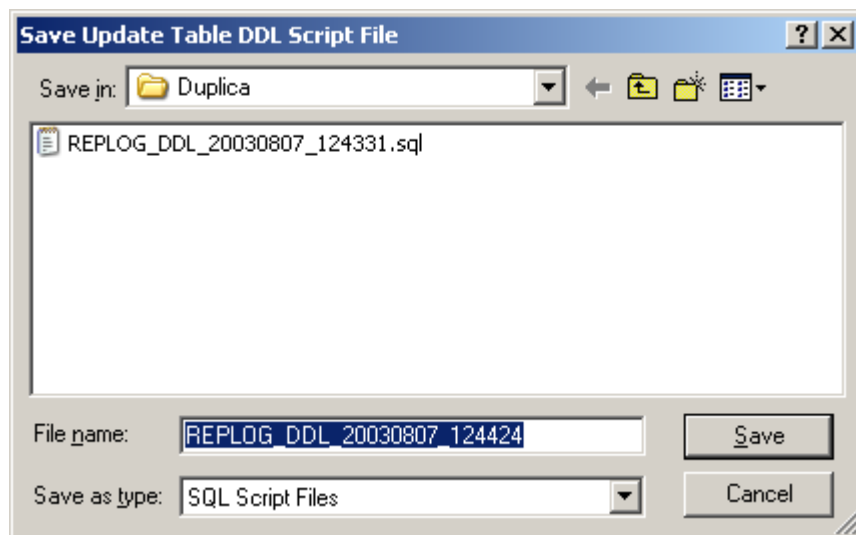 Save Update Table DDL Script File
Save in: Duplica
REPLOG_DDL_20030807_124331.sql
File name: REPLOG_DDL_20030807_124424 Save
Save as type: SQL Script Files Cancel